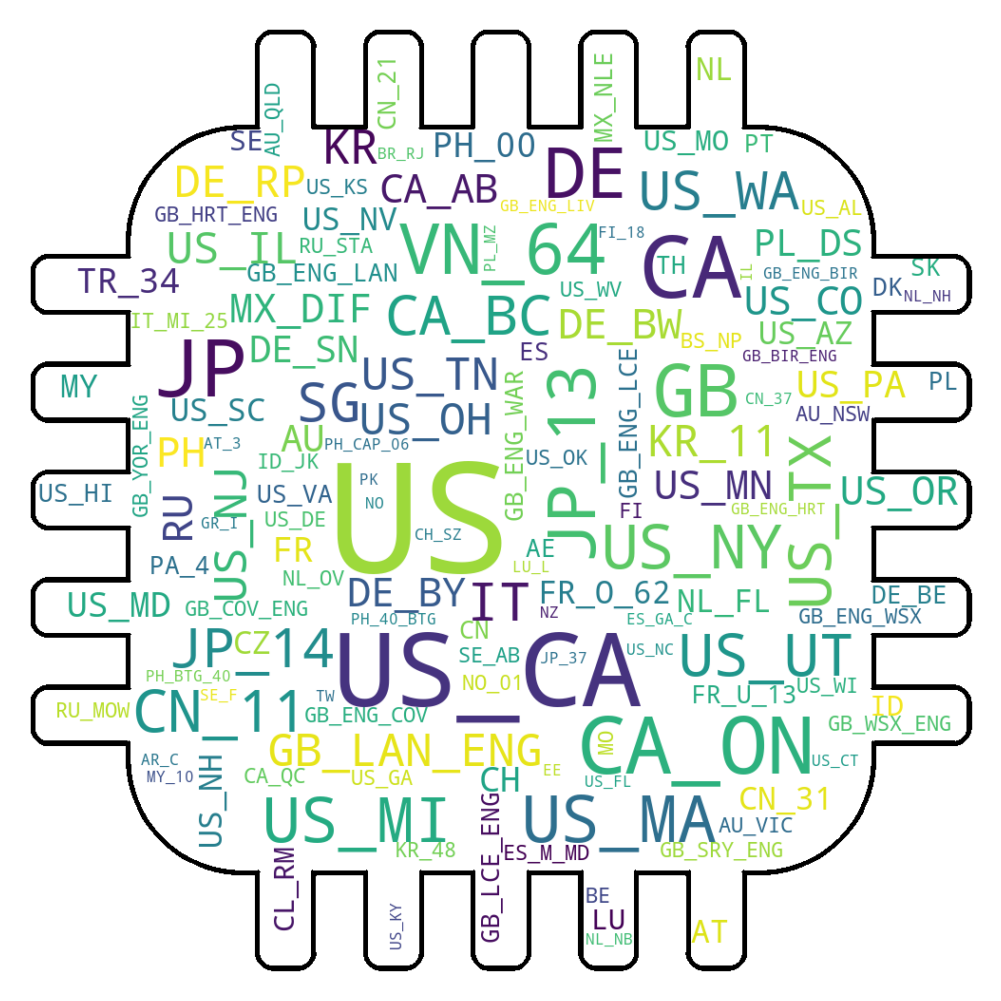 NL
MX_NLE
CN_21
AU_QLD
SE
KR
BR_RJ
PH_00
DE
US_MO
PT
DE_RP
US_KS
CA_AB
GB_ENG_LIV
US_WA
US_AL
GB_HRT_ENG
US_NV
US_IL
RU_STA
VN_64
PL_MZ
FI_18
CA
TH
IL
PL_DS
GB_ENG_BIR
SK
DK
NL_NH
TR_34
GB_ENG_LAN
MX_DIF
CA_BC
US_WV
US_CO
IT_MI_25
DE_SN
DE_BW
BS_NP
US_AZ
ES
GB_BIR_ENG
JP
US_TN
GB_ENG_LCE
GB
CN_37
US_PA
PL
MY
US_SC
SG
US_OH
JP_13
AU_NSW
GB_YOR_ENG
PH
AT_3
AU
PH_CAP_06
GB_ENG_WAR
KR_11
US_TX
ID_JK
US_OK
US
PK
NO
US_HI
US_NJ
US_VA
US_MN
US_OR
RU
GR_I
US_DE
FI
GB_ENG_HRT
CH_SZ
FR
AE
US_NY
PA_4
LU_L
NL_OV
DE_BY
IT
FR_O_62
NL_FL
DE_BE
US_MD
GB_COV_ENG
PH_40_BTG
NZ
ES_GA_C
GB_ENG_WSX
JP_14
CZ
CN
US_CA
SE_AB
JP_37
US_NC
US_UT
PH_BTG_40
SE_F
TW
NO_01
FR_U_13
US_WI
RU_MOW
CN_11
GB_ENG_COV
ID
GB_WSX_ENG
GB_LAN_ENG
CA_ON
MO
AR_C
MY_10
US_NH
CA_QC
US_GA
CH
EE
US_FL
US_CT
US_MI
US_MA
CN_31
AU_VIC
CL_RM
KR_48
GB_LCE_ENG
ES_M_MD
GB_SRY_ENG
BE
US_KY
LU
NL_NB
AT